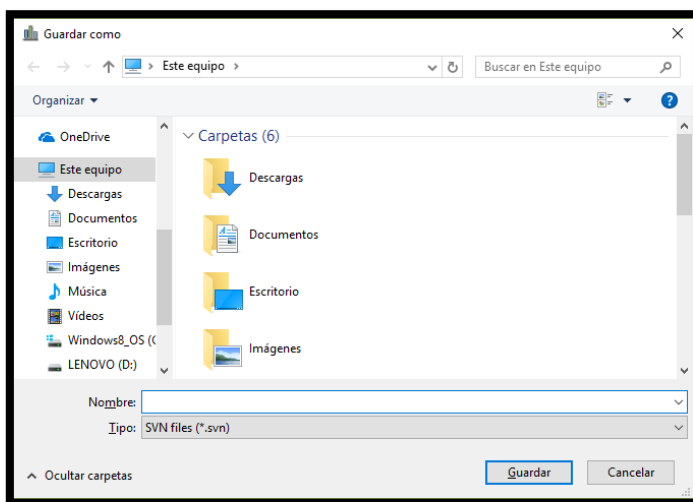 Guardar como
Este equipo
Buscar en Este equipo
Organizar
OneDrive
Este equipo
Descargas
Documentos
Escritorio
Imágenes
Música
Vídeos
Windows8_OS (C
LENOVO (D:)
Carpetas (6)
Descargas
Documentos
Escritorio
Imágenes
Nombre:
Tipo: SVN files (*.svn)
Ocultar carpetas
Guardar
Cancelar